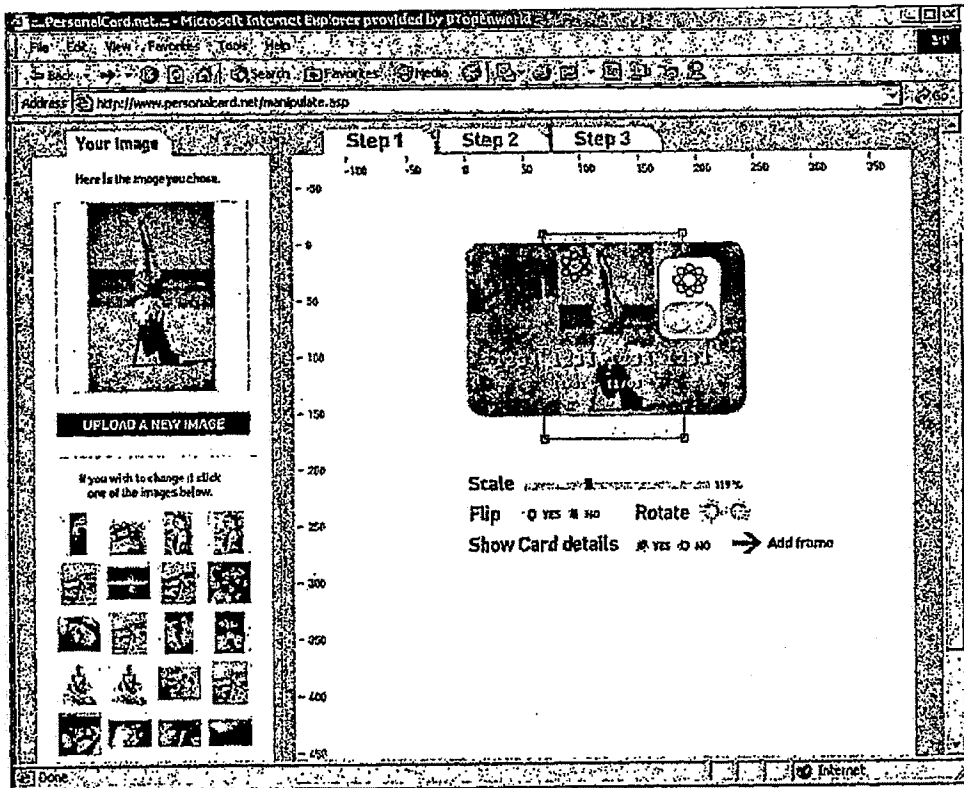 PersonalCard.net - Microsoft Internet Explorer provided by BTopenworld
File Edit View Favorites Tools Help
Back Search Favorites Media
Address http://www.personalcard.net/manipulate.asp
Your Image
Step 1 Step 2 Step 3
Here is the image you chose.
-100 -50 0 50 100 150 200 250 300 350
-50
0
50
100
150
200
250
300
350
400
450
UPLOAD A NEW IMAGE
If you wish to change it click
one of the images below.
Scale 119%
Flip YES NO Rotate
Show Card details YES NO Add frame
Done Internet